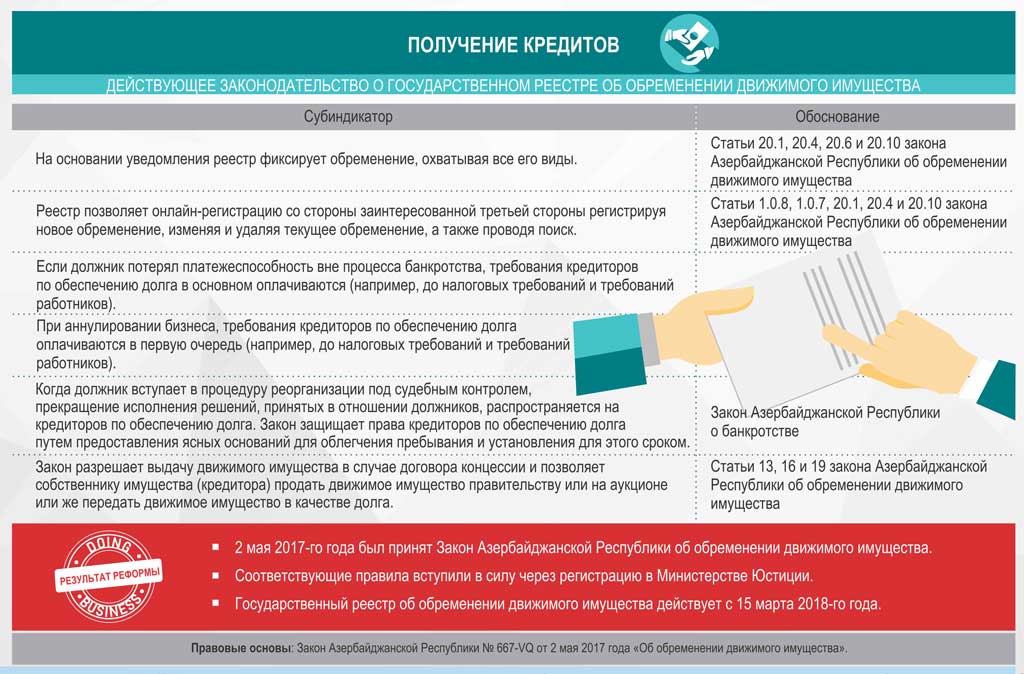 ПОЛУЧЕНИЕ КРЕДИТОВ
ДЕЙСТВУЮЩЕЕ ЗАКОНОДАТЕЛЬСТВО О ГОСУДАРСТВЕННОМ РЕЕСТРЕ ОБ ОБРЕМЕНЕНИИ ДВИЖИМОГО ИМУЩЕСТВА
Субиндикатор
Обоснование
На основании уведомления реестр фиксирует обременение, охватывая все его виды.
Статьи 20.1, 20.4, 20.6 и 20.10 закона
Азербайджанской Республики об обременении
движимого имущества
Реестр позволяет онлайн-регистрацию со стороны заинтересованной третьей стороны регистрируя
новое обременение, изменяя и удаляя текущее обременение, а также проводя поиск.
Статьи 1.0.8, 1.0.7, 20.1, 20.4 и 20.10 закона
Азербайджанской Республики об обременении
движимого имущества
Если должник потерял платежеспособность вне процесса банкротства, требования кредиторов
по обеспечению долга в основном оплачиваются (например, до налоговых требований и требований
работников).
При аннулировании бизнеса, требования кредиторов по обеспечению долга
оплачиваются в первую очередь (например, до налоговых требований и требований
работников).
Когда должник вступает в процедуру реорганизации под судебным контролем,
прекращение исполнения решений, принятых в отношении должников, распространяется на
кредиторов по обеспечению долга. Закон защищает права кредиторов по обеспечению долга
путем предоставления ясных оснований для облегчения пребывания и установления для этого сроком.
Закон Азербайджанской Республики
о банкротстве
Закон разрешает выдачу движимого имущества в случае договора концессии и позволяет
собственнику имущества (кредитора) продать движимое имущество правительству или на аукционе
или же передать движимое имущество в качестве долга.
Статьи 13, 16 и 19 закона Азербайджанской
Республики об обременении движимого
имущества
DOING
РЕЗУЛЬТАТ РЕФОРМЫ
BUSINESS
▪ 2 мая 2017-го года был принят Закон Азербайджанской Республики об обременении движимого имущества.
▪ Соответствующие правила вступили в силу через регистрацию в Министерстве Юстиции.
▪ Государственный реестр об обременении движимого имущества действует с 15 марта 2018-го года.
Правовые основы: Закон Азербайджанской Республики № 667-VQ от 2 мая 2017 года «Об обременении движимого имущества».